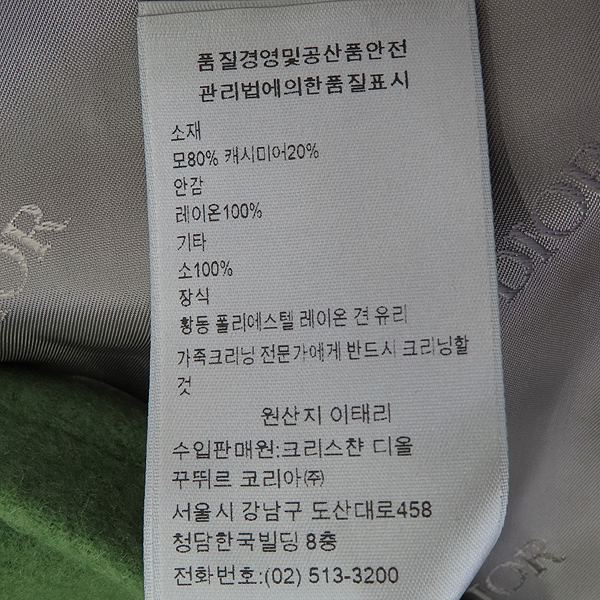 품질경영및공산품안전
관리법에의한품질표시
소재
모80% 캐시미어20%
안감
레이온100%
기타
소100%
장식
황동 폴리에스텔 레이온 견 유리
가죽크리닝 전문가에게 반드시 크리닝할
것
원산지 이태리
수입판매원:크리스챤 디올
꾸뛰르 코리아㈜
서울시 강남구 도산대로458
청담한국빌딩 8층
전화번호:(02) 513-3200
DIOR